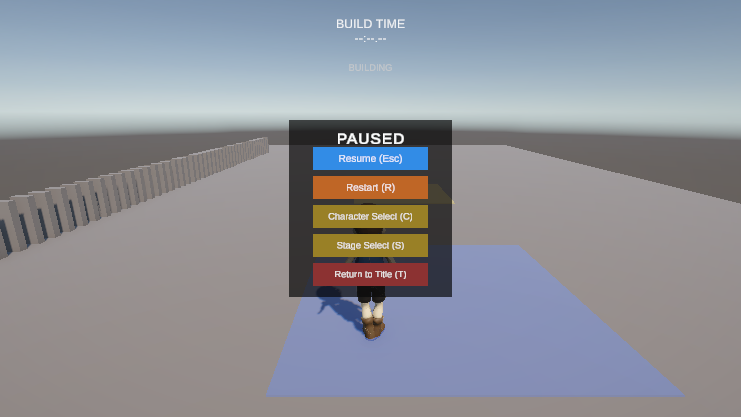 BUILD TIME
--:--.--
BUILDING
PAUSED
Resume (Esc)
Restart (R)
Character Select (C)
Stage Select (S)
Return to Title (T)